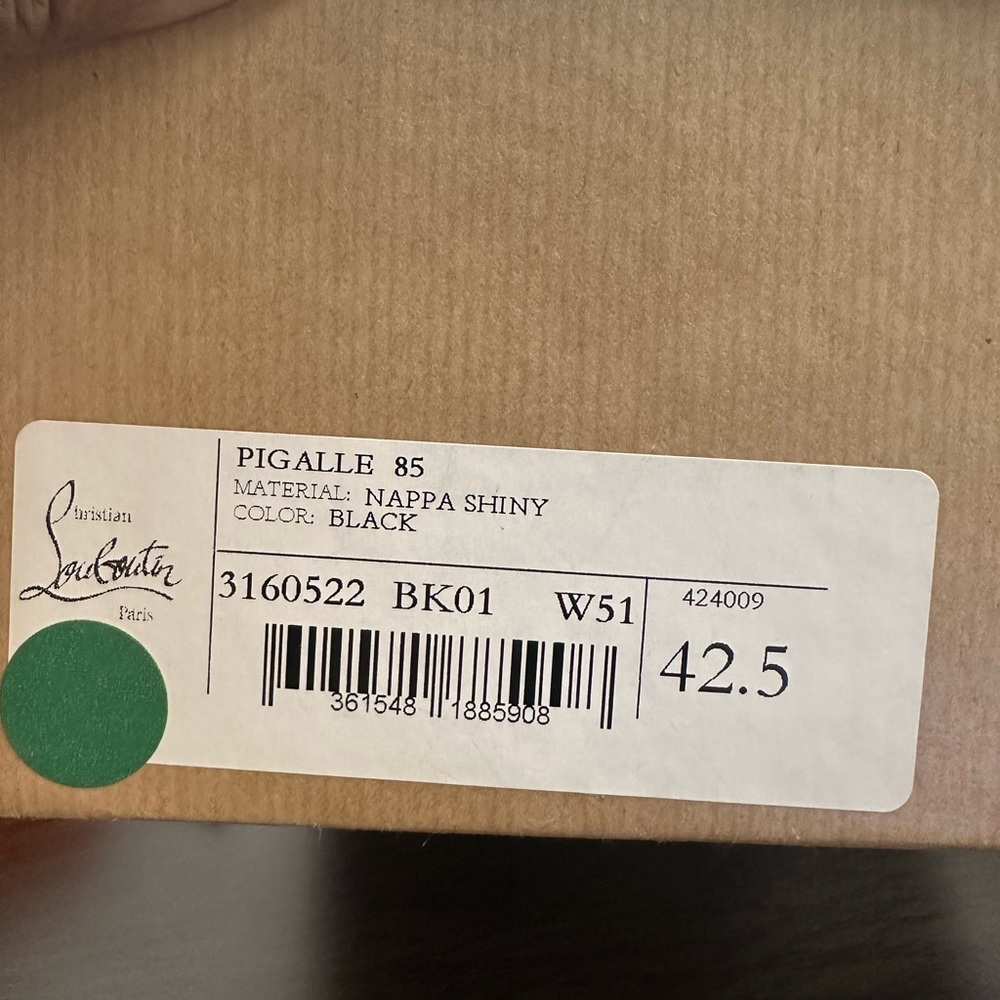 Christian
Louboutin
Paris
PIGALLE 85
MATERIAL: NAPPA SHINY
COLOR: BLACK
3160522 BK01 W51
361548 1885908
424009
42.5